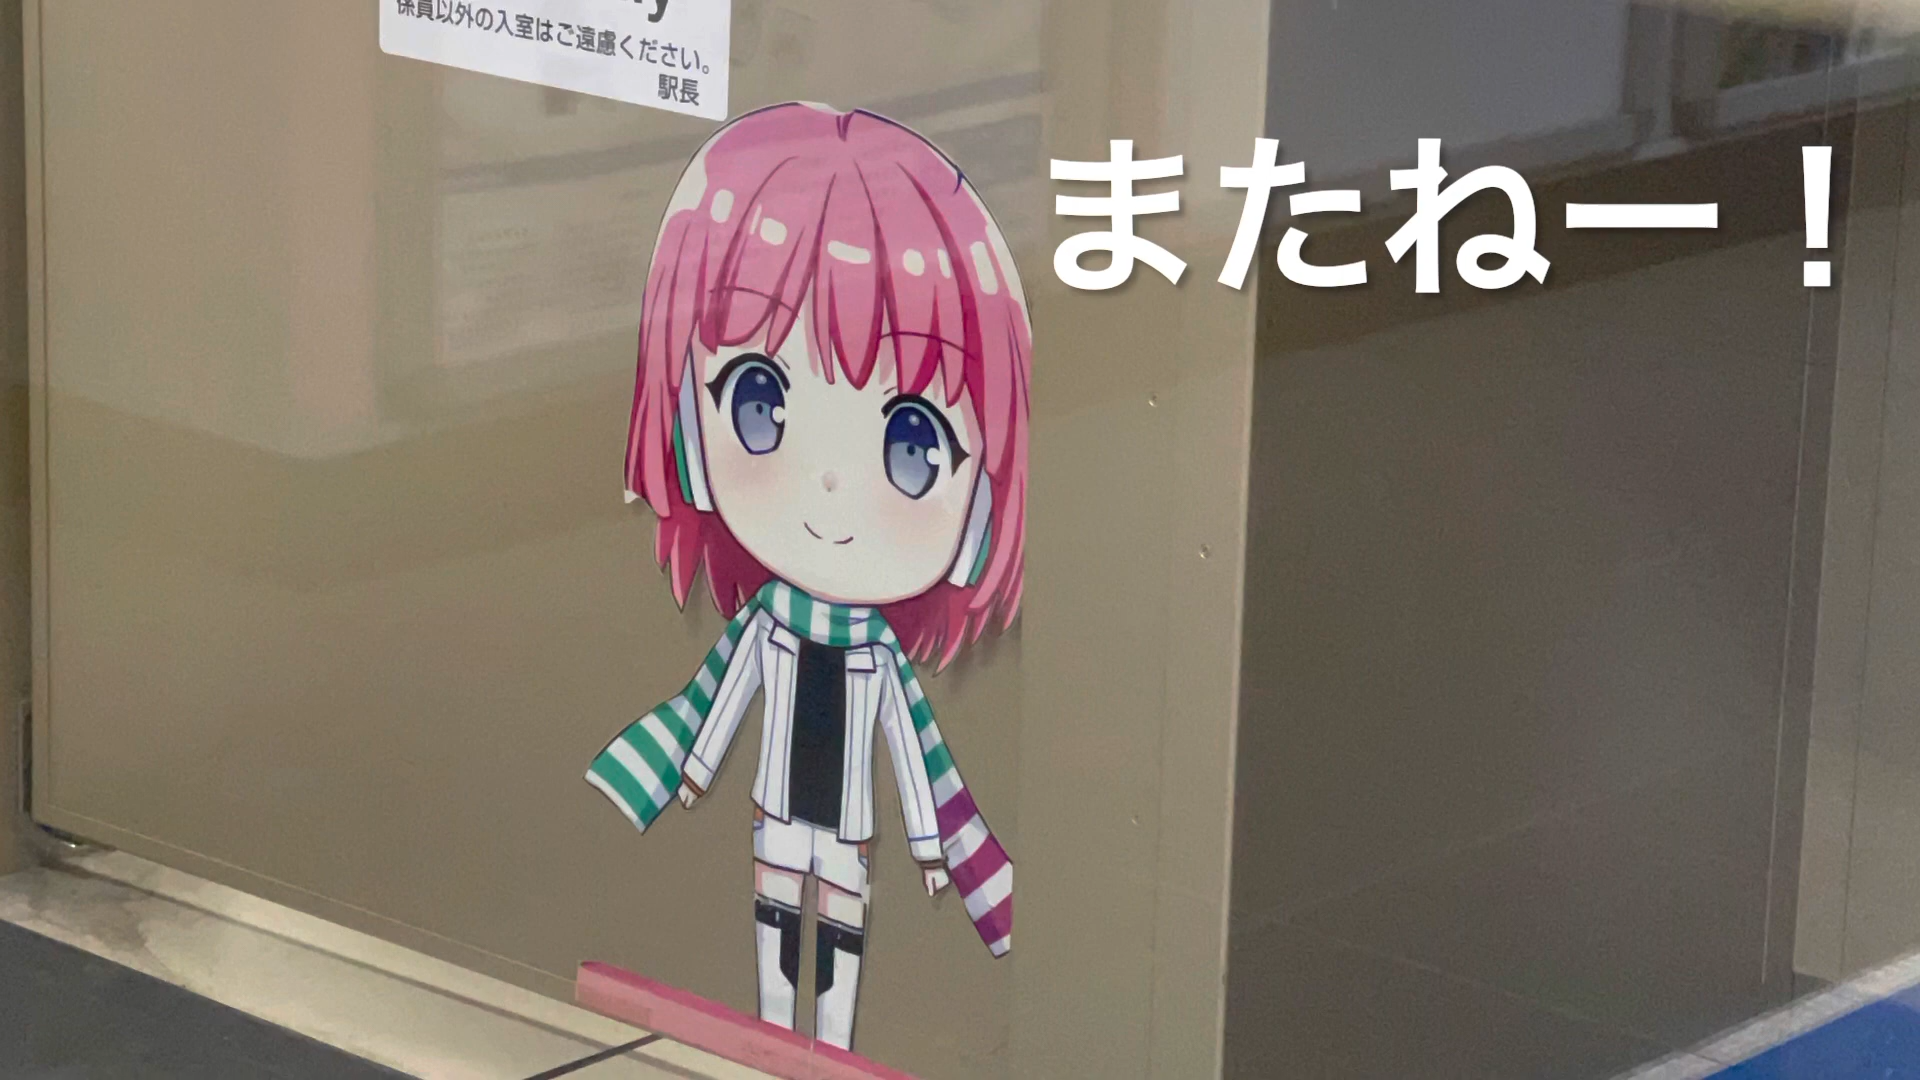 係員以外の入室はご遠慮ください。
駅長
またねー！